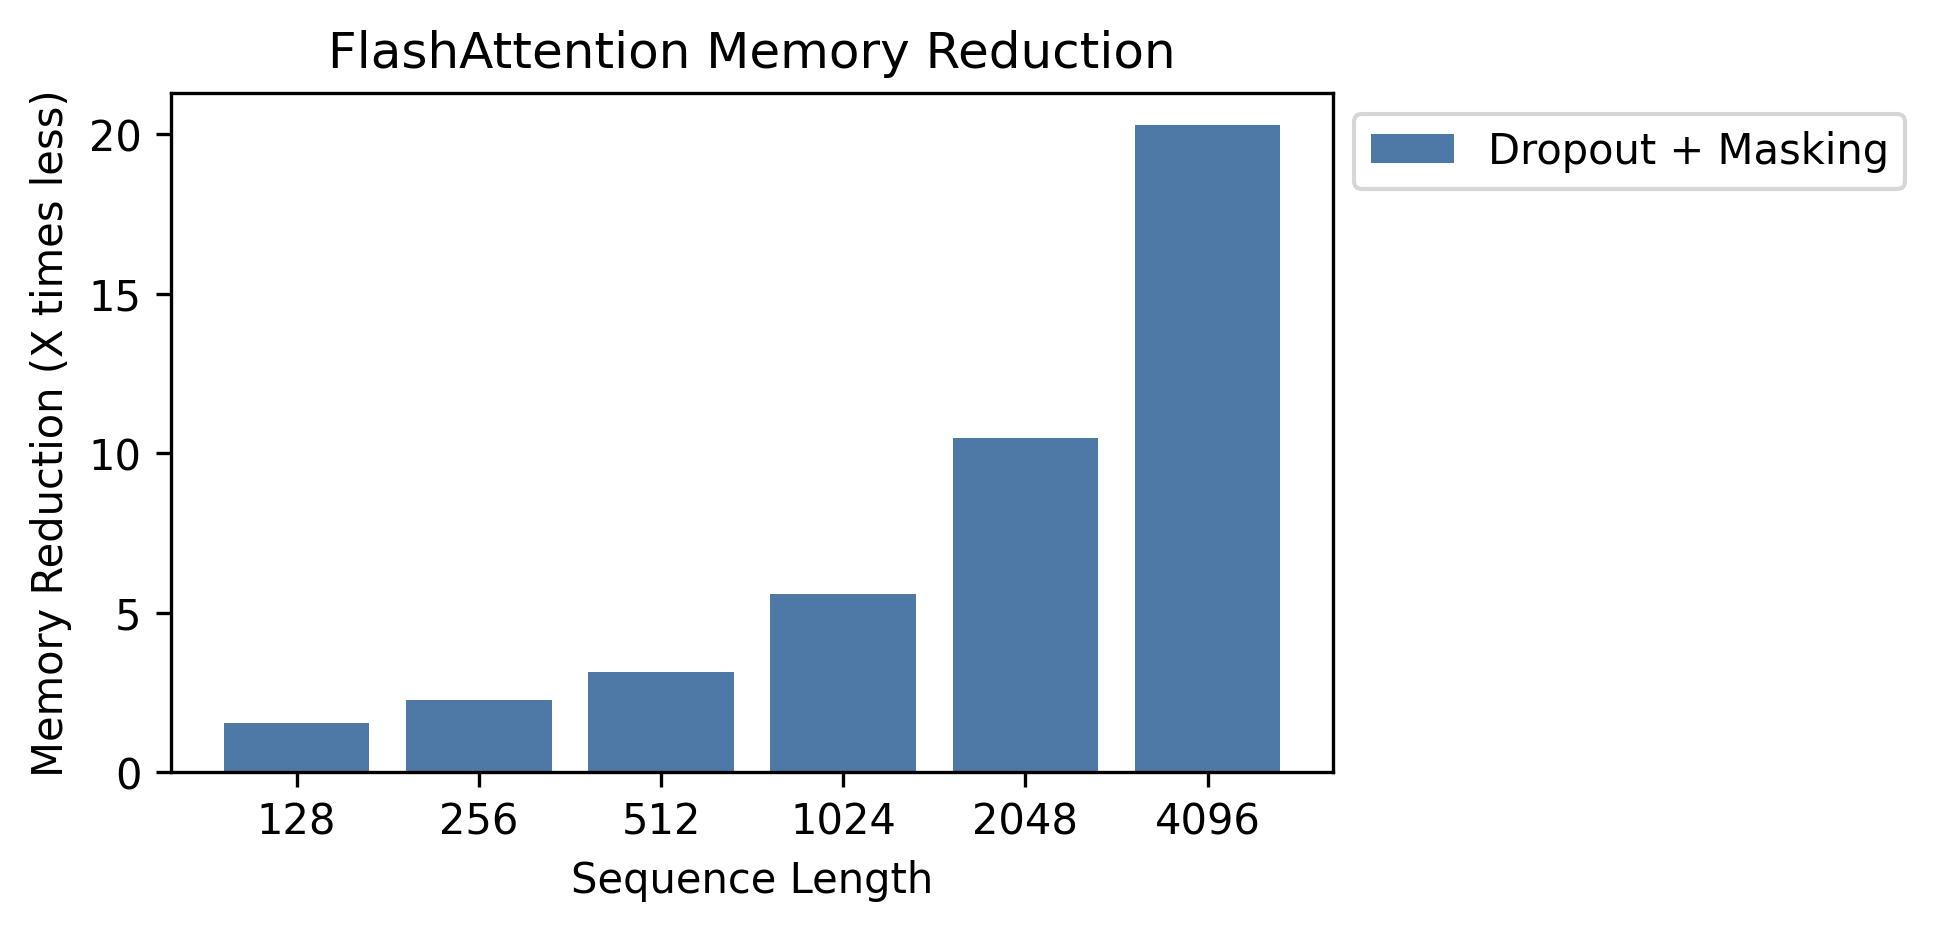 FlashAttention Memory Reduction
Memory Reduction (X times less)
20
15
10
5
0
128 256 512 1024 2048 4096
Sequence Length
Dropout + Masking